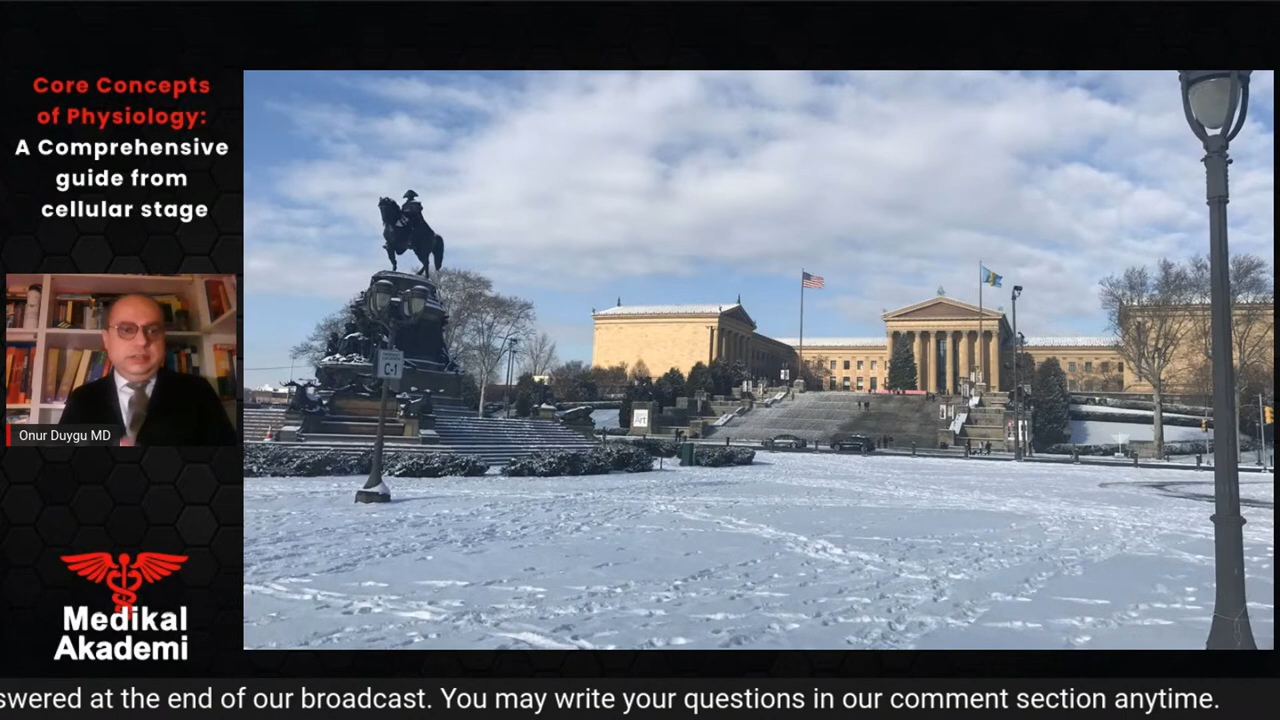 Core Concepts
of Physiology:
A Comprehensive
guide from
cellular stage
C-1
Art
Onur Duygu MD
Medikal
Akademi
swered at the end of our broadcast. You may write your questions in our comment section anytime.